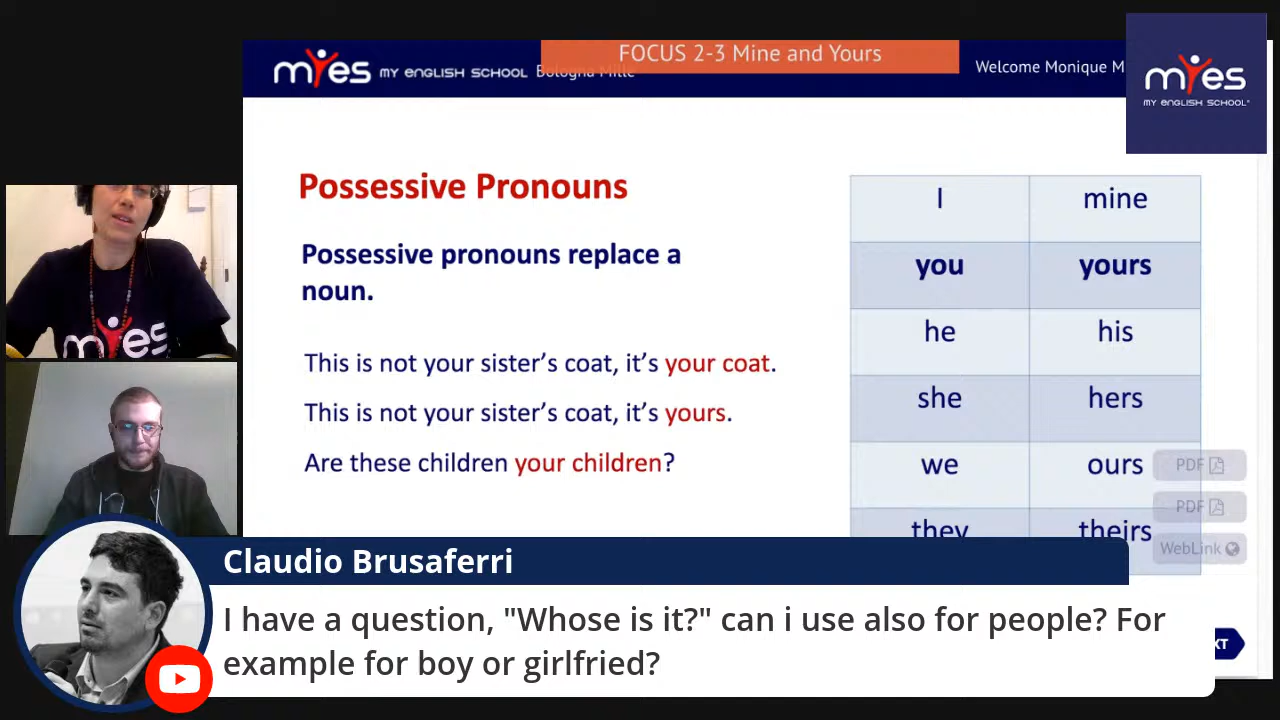 FOCUS 2-3 Mine and Yours
myes MY ENGLISH SCHOOL Bologna Mille
Welcome Monique M
myes
MY ENGLISH SCHOOL
Possessive Pronouns
Possessive pronouns replace a
noun.
This is not your sister’s coat, it’s your coat.
This is not your sister’s coat, it’s yours.
Are these children your children?
I mine
you yours
he his
she hers
we ours
they theirs
PDF
PDF
WebLink
myes
Claudio Brusaferri
I have a question, "Whose is it?" can i use also for people? For
example for boy or girlfried?
XT